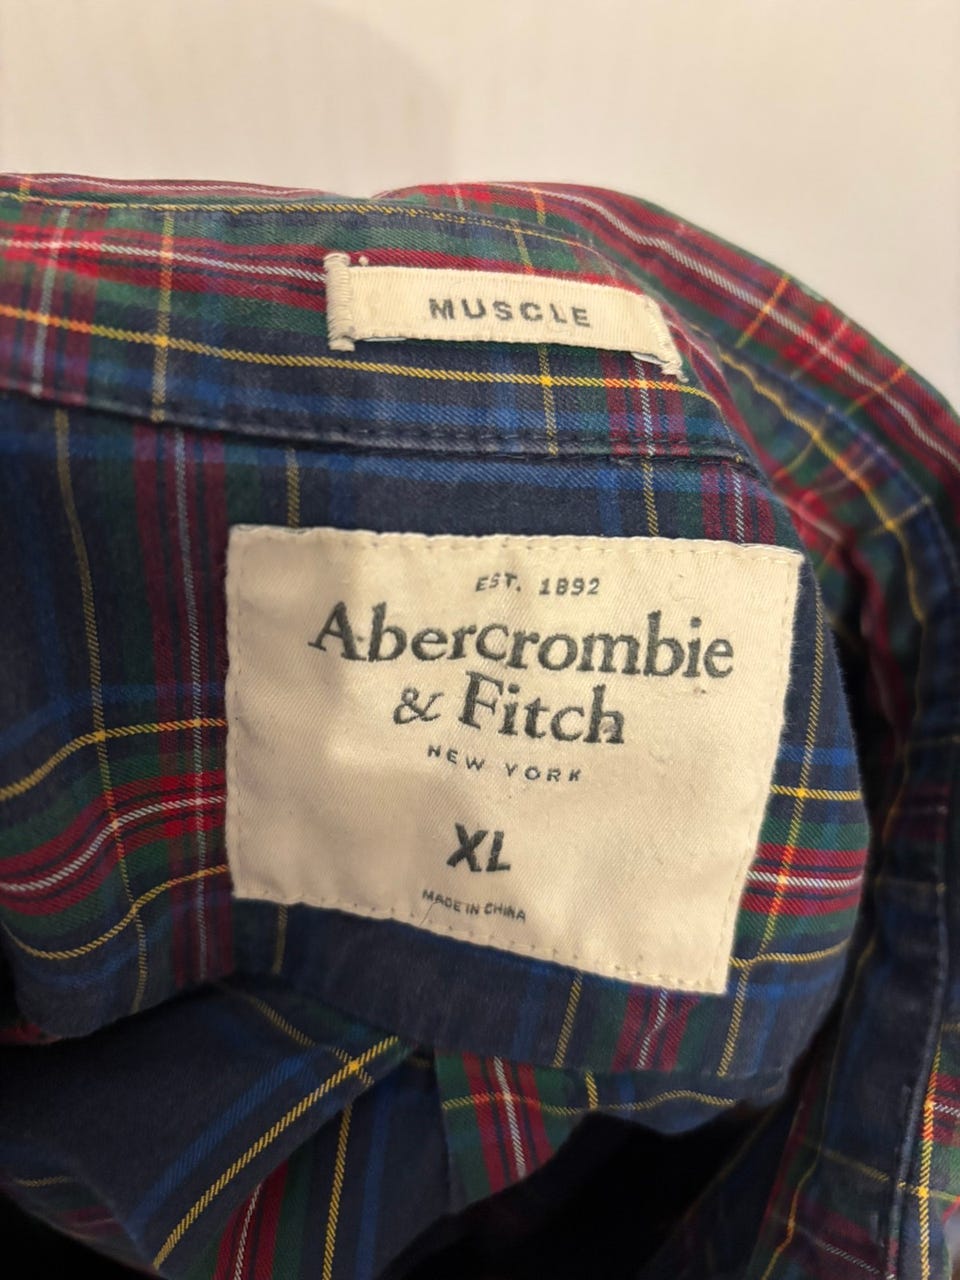 MUSCLE
EST. 1892
Abercrombie
& Fitch
NEW YORK
XL
MADE IN CHINA